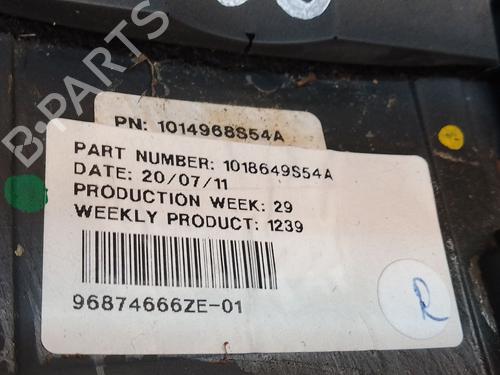 B-PARTS
PN: 1014968S54A
PART NUMBER: 1018649S54A
DATE: 20/07/11
PRODUCTION WEEK: 29
WEEKLY PRODUCT: 1239
96874666ZE-01
R